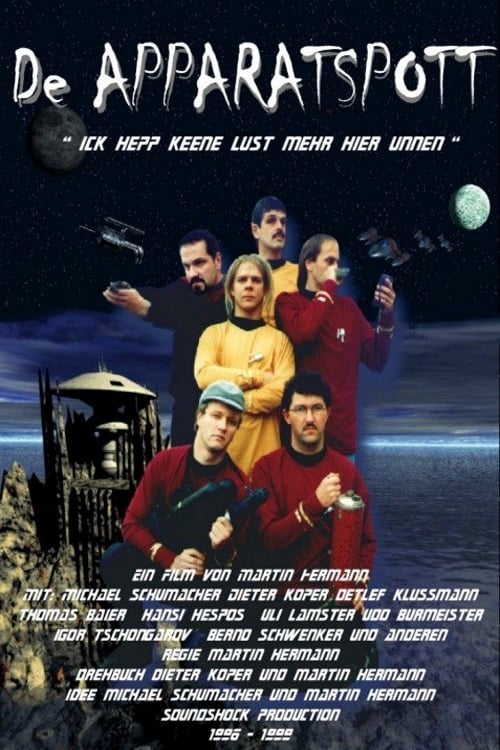 De APPARATSPOTT
" ICK HEPP KEENE LUST MEHR HIER UNNEN "
EIN FILM VON MARTIN HERMANN
MIT: MICHAEL SCHUMACHER DIETER KOPER DETLEF KLUSSMANN
THOMAS BAIER HANSI HESPOS ULI LAMSTER UDO BURMEISTER
IGOR TSCHONGAROV BERND SCHWENKER UND ANDEREN
REGIE MARTIN HERMANN
DREHBUCH DIETER KOPER UND MARTIN HERMANN
IDEE MICHAEL SCHUMACHER UND MARTIN HERMANN
SOUNDSHOCK PRODUCTION
1996 - 1999